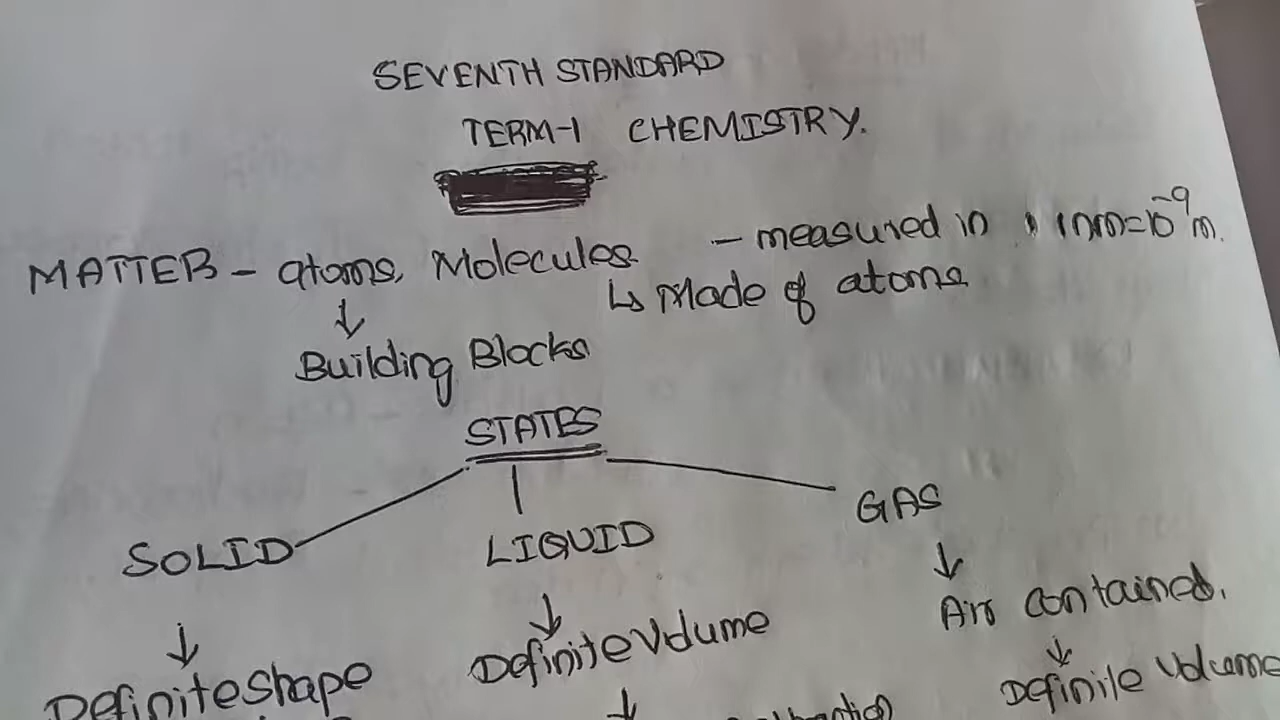 SEVENTH STANDARD
TERM-1 CHEMISTRY.
MATTER - atoms, Molecules. - measured in 1nm=10⁻⁹m.
↳ Made of atoms.
↓
Building Blocks
STATES
SOLID LIQUID GAS
↓ ↓ ↓
Definite shape Definite Volume Air contained.
↓ ↓
Definite Volume